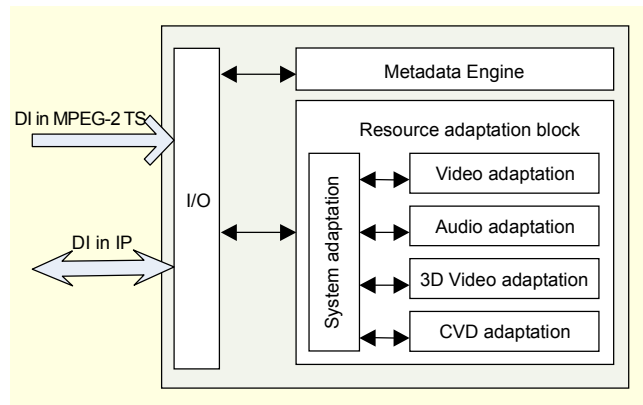 Metadata Engine
DI in MPEG-2 TS
Resource adaptation block
I/O
System adaptation
Video adaptation
Audio adaptation
DI in IP
3D Video adaptation
CVD adaptation